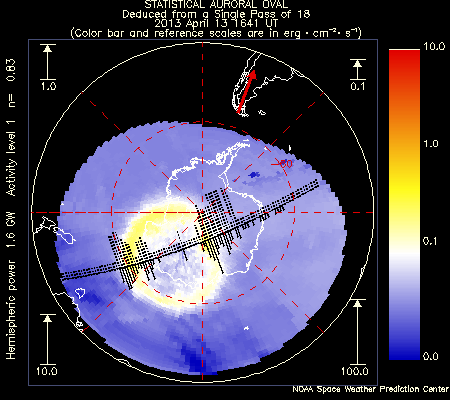 STATISTICAL AURORAL OVAL
Deduced from a Single Pass of 18
2013 April 13 1641 UT
(Color bar and reference scales are in erg·cm⁻²·s⁻¹)
1.0
0.1
10.0
1.0
0.1
0.0
Hemispheric power 1.6 GW Activity level 1 n= 0.83
10.0
100.0
NOAA Space Weather Prediction Center